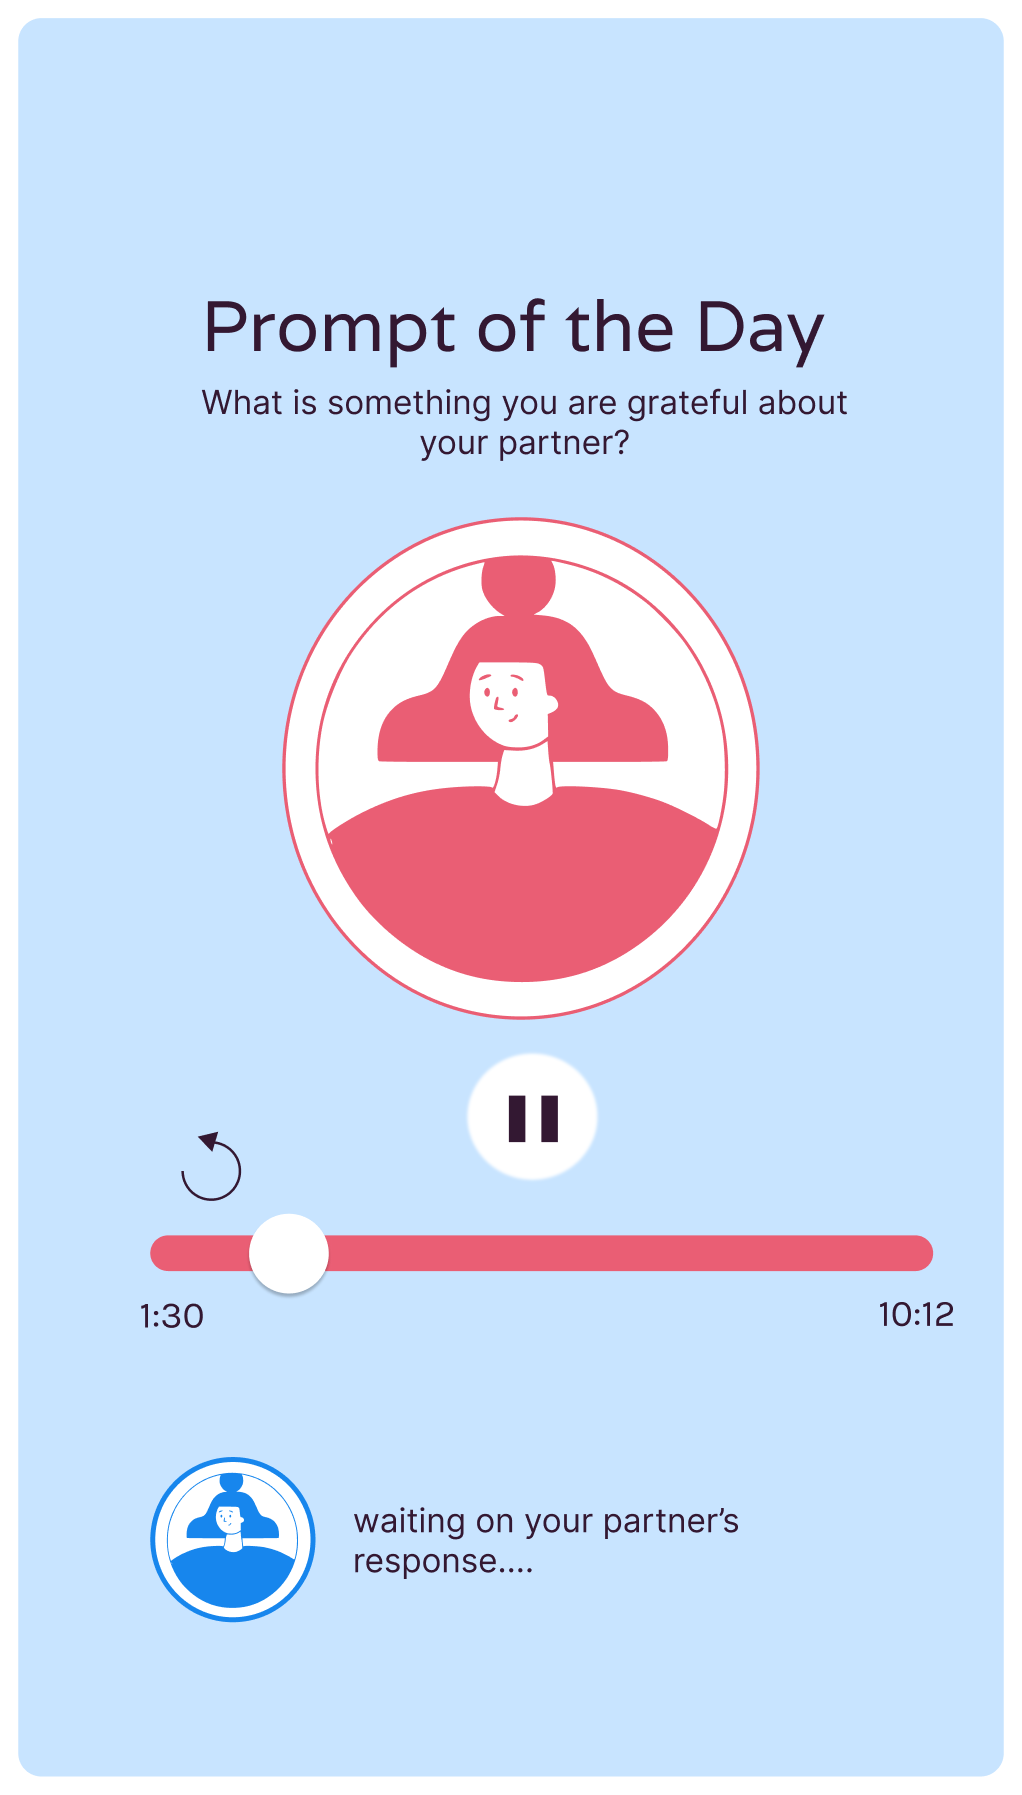 Prompt of the Day
What is something you are grateful about
your partner?
1:30
10:12
waiting on your partner’s
response....